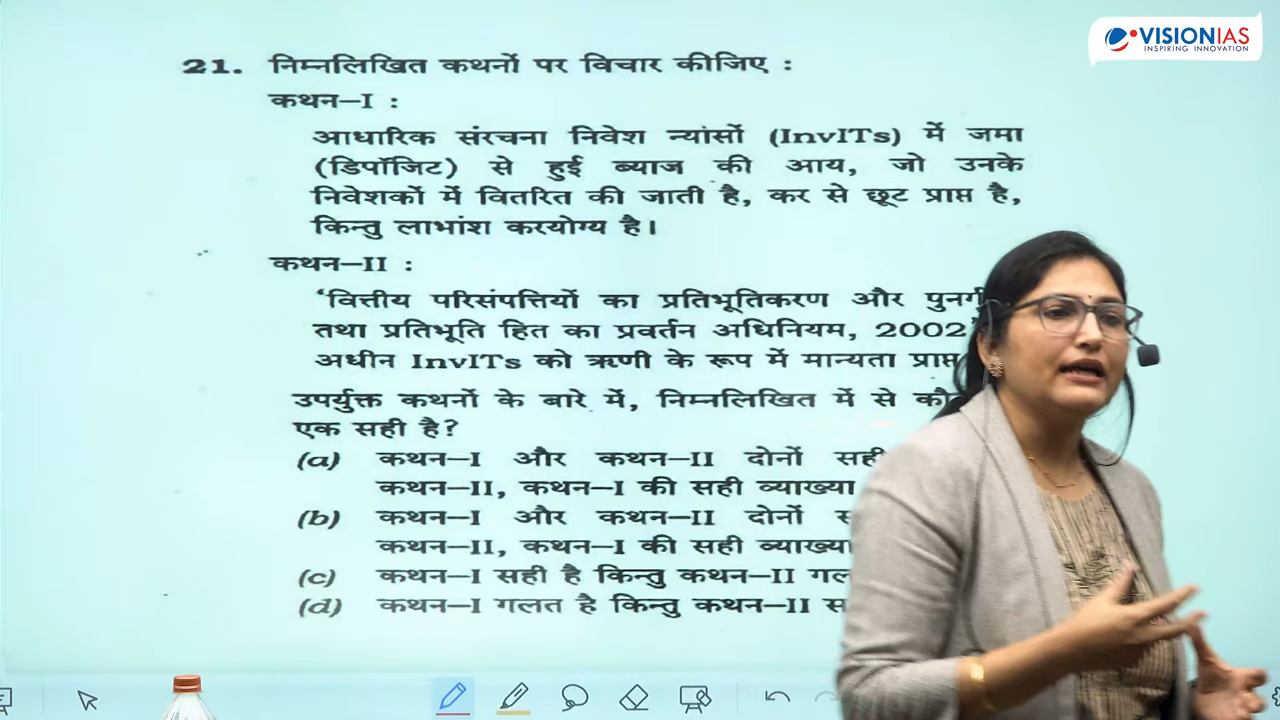 VISIONIAS
INSPIRING INNOVATION
21. निम्नलिखित कथनों पर विचार कीजिए :
कथन–I :
आधारिक संरचना निवेश न्यांसों (InvITs) में जमा
(डिपॉजिट) से हुई ब्याज की आय, जो उनके
निवेशकों में वितरित की जाती है, कर से छूट प्राप्त है,
किन्तु लाभांश करयोग्य है।
कथन–II :
‘वित्तीय परिसंपत्तियों का प्रतिभूतिकरण और
तथा प्रतिभूति हित का प्रवर्तन अधिनियम, 2002’
अधीन InvITs को ऋणी के रूप में मान्यता प्राप्त
उपर्युक्त कथनों के बारे में, निम्नलिखित में से
एक सही है?
(a) कथन–I और कथन–II दोनों सही
कथन–II, कथन–I की सही व्याख्या
(b) कथन–I और कथन–II दोनों
कथन–II, कथन–I की सही व्याख्या
(c) कथन–I सही है किन्तु कथन–II
(d) कथन–I गलत है किन्तु कथन–II